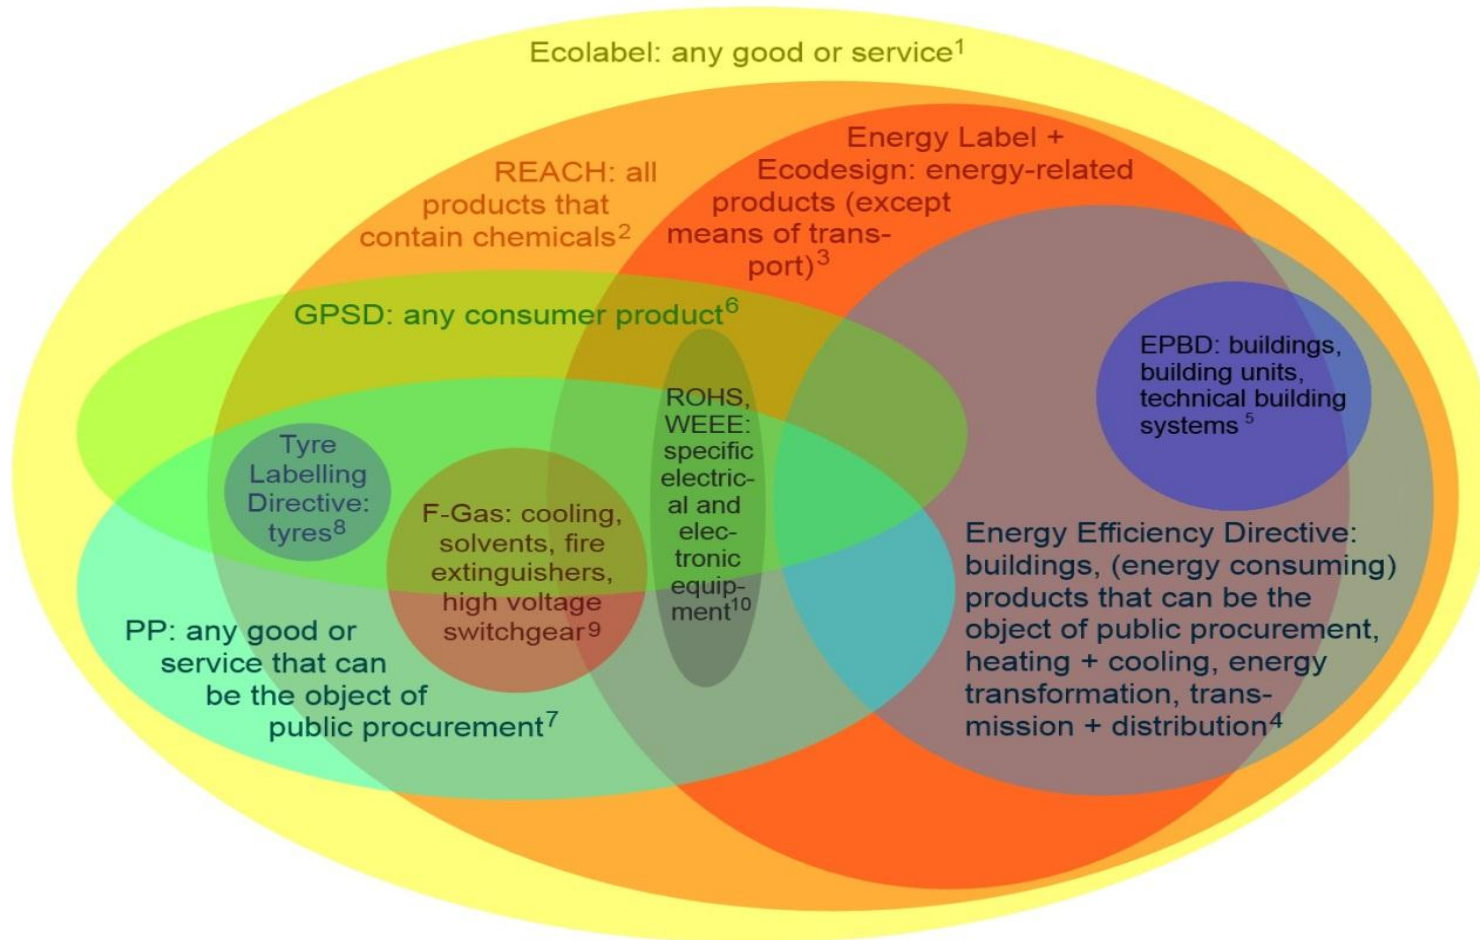 Ecolabel: any good or service¹
REACH: all
products that
contain chemicals²
Energy Label +
Ecodesign: energy-related
products (except
means of trans-
port)³
GPSD: any consumer product⁶
EPBD: buildings,
building units,
technical building
systems ⁵
ROHS,
WEEE:
specific
electric-
al and
elec-
tronic
equip-
ment¹⁰
Tyre
Labelling
Directive:
tyres⁸
F-Gas: cooling,
solvents, fire
extinguishers,
high voltage
switchgear⁹
Energy Efficiency Directive:
buildings, (energy consuming)
products that can be the
object of public procurement,
heating + cooling, energy
transformation, trans-
mission + distribution⁴
PP: any good or
service that can
be the object of
public procurement⁷